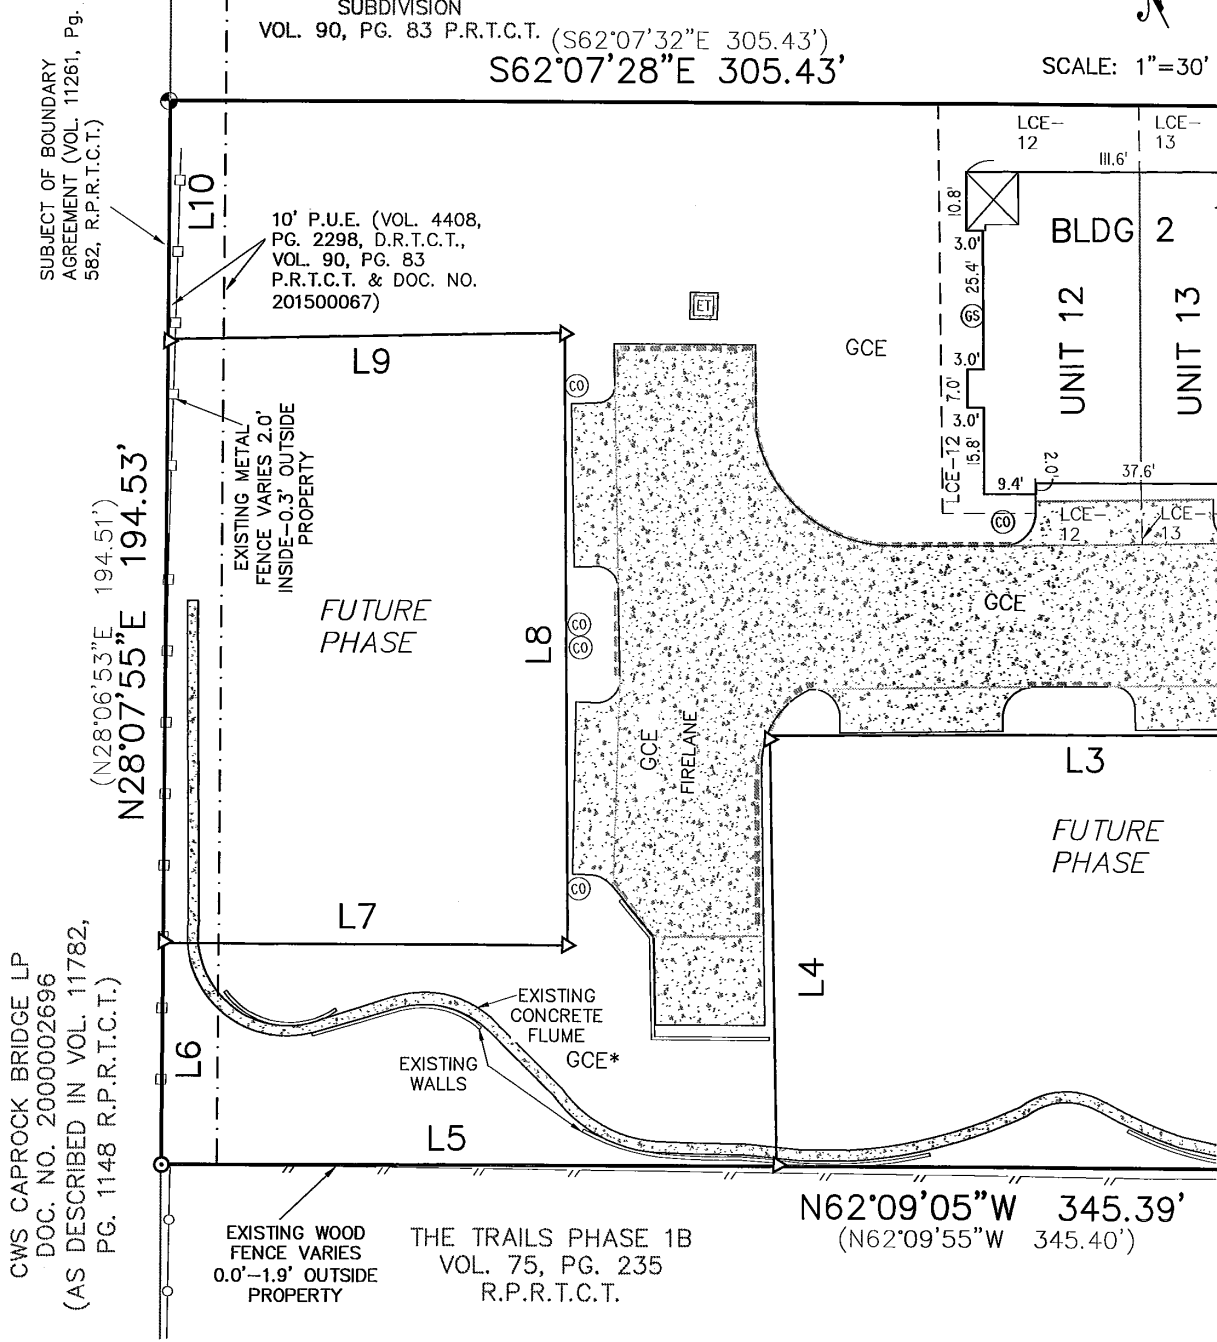 SUBDIVISION
VOL. 90, PG. 83 P.R.T.C.T.
(S62°07'32"E 305.43')
S62°07'28"E 305.43'
SCALE: 1"=30'
SUBJECT OF BOUNDARY
AGREEMENT (VOL. 11261, Pg.
582, R.P.R.T.C.T.)
L10
10' P.U.E. (VOL. 4408,
PG. 2298, D.R.T.C.T.,
VOL. 90, PG. 83
P.R.T.C.T. & DOC. NO.
201500067)
LCE-
12
LCE-
13
111.6'
10.8'
BLDG 2
3.0'
25.4'
GS
UNIT 12
UNIT 13
ET
GCE
3.0'
7.0'
3.0'
15.8'
LCE-12
9.4'
2.0'
37.6'
CO
LCE-
12
LCE-
13
L9
CO
EXISTING METAL
FENCE VARIES 2.0'
INSIDE-0.3' OUTSIDE
PROPERTY
(N28°06'53"E 194.51')
N28°07'55"E 194.53'
FUTURE
PHASE
L8
CO
CO
GCE
GCE
FIRELANE
L3
FUTURE
PHASE
CO
L7
L4
EXISTING
CONCRETE
FLUME
GCE*
EXISTING
WALLS
L6
L5
CWS CAPROCK BRIDGE LP
DOC. NO. 2000002696
(AS DESCRIBED IN VOL. 11782,
PG. 1148 R.P.R.T.C.T.)
N62°09'05"W 345.39'
(N62°09'55"W 345.40')
EXISTING WOOD
FENCE VARIES
0.0'-1.9' OUTSIDE
PROPERTY
THE TRAILS PHASE 1B
VOL. 75, PG. 235
R.P.R.T.C.T.